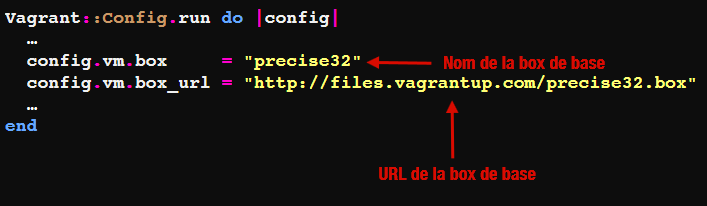 Vagrant::Config.run do |config|
…
config.vm.box = "precise32" Nom de la box de base
config.vm.box_url = "http://files.vagrantup.com/precise32.box"
…
end
URL de la box de base